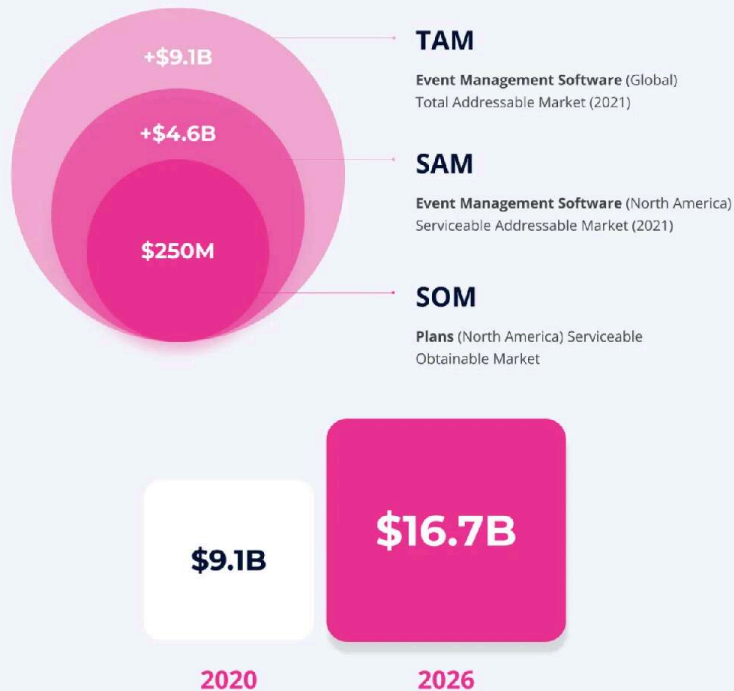 +$9.1B
TAM
Event Management Software (Global)
Total Addressable Market (2021)
+$4.6B
SAM
Event Management Software (North America)
Serviceable Addressable Market (2021)
$250M
SOM
Plans (North America) Serviceable
Obtainable Market
$9.1B
$16.7B
2020
2026